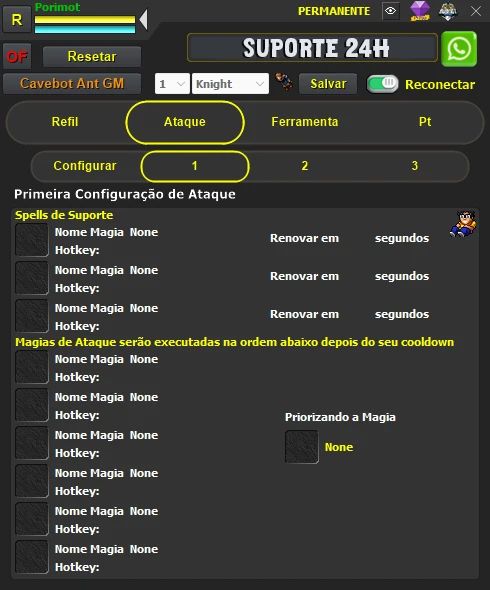 Porimot
R
PERMANENTE
OF
Resetar
SUPORTE 24H
Cavebot Ant GM
1
Knight
Salvar
Reconectar
Refil
Ataque
Ferramenta
Pt
Configurar
1
2
3
Primeira Configuração de Ataque
Spells de Suporte
Nome Magia None
Hotkey:
Renovar em segundos
Nome Magia None
Hotkey:
Renovar em segundos
Nome Magia None
Hotkey:
Renovar em segundos
Magias de Ataque serão executadas na ordem abaixo depois do seu cooldown
Nome Magia None
Hotkey:
Nome Magia None
Hotkey:
Nome Magia None
Hotkey:
Nome Magia None
Hotkey:
Nome Magia None
Hotkey:
Nome Magia None
Hotkey:
Priorizando a Magia
None